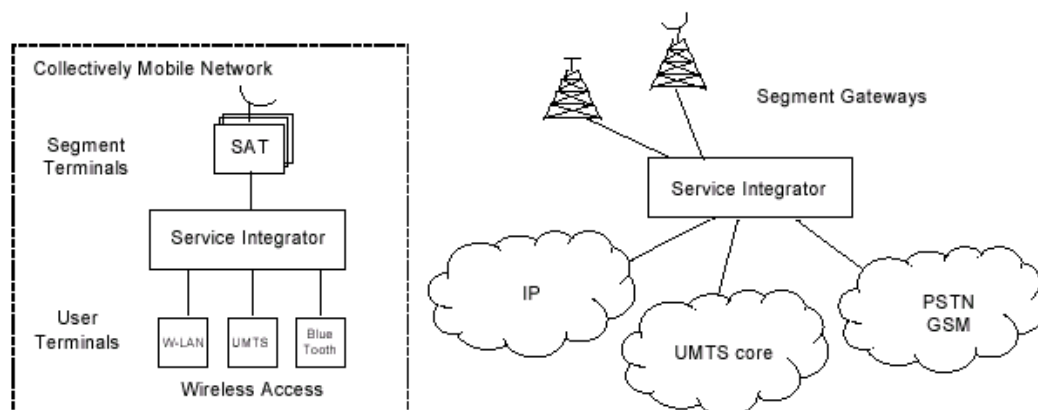 Collectively Mobile Network
Segment
Terminals
SAT
Service Integrator
User
Terminals
W-LAN
UMTS
Blue
Tooth
Wireless Access
Segment Gateways
Service Integrator
IP
UMTS core
PSTN
GSM